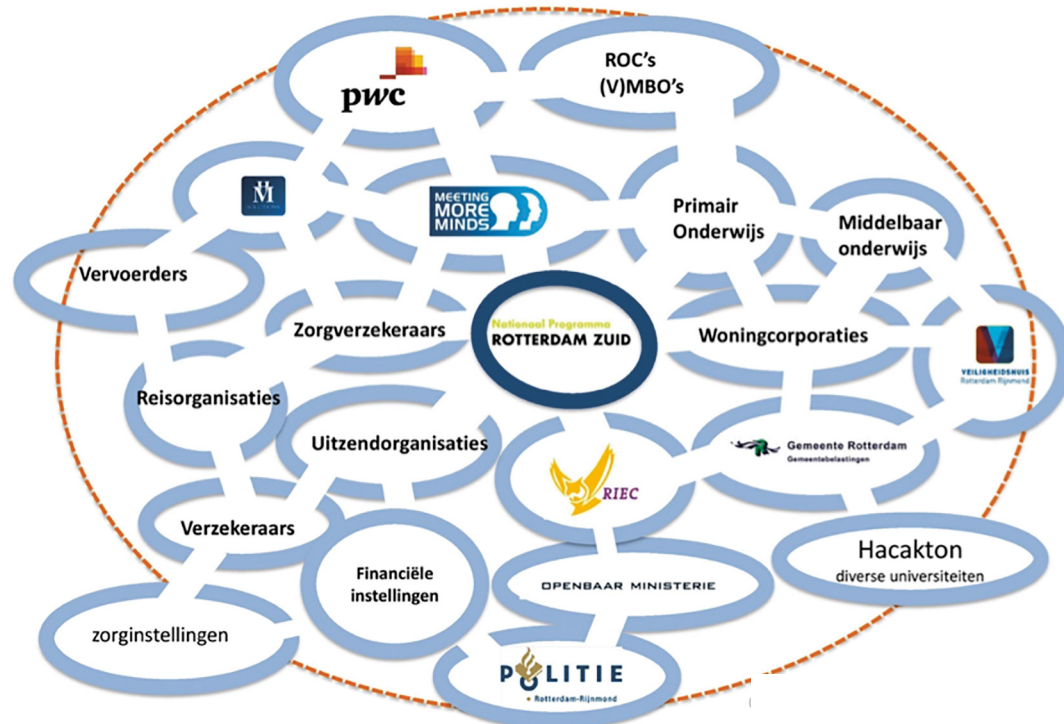 pwc
ROC's
(V)MBO's
HM
MEETING
MORE
MINDS
Primair
Onderwijs
Middelbaar
onderwijs
Vervoerders
Zorgverzekeraars
Nationaal Programma
ROTTERDAM ZUID
Woningcorporaties
VEILIGHEIDSHUIS
Rotterdam Rijnmond
Reisorganisaties
Uitzendorganisaties
RIEC
Gemeente Rotterdam
Gemeentebelastingen
Verzekeraars
Financiële
instellingen
Hacakton
diverse universiteiten
OPENBAAR MINISTERIE
zorginstellingen
POLITIE
Rotterdam-Rijnmond